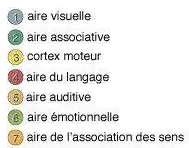 1 aire visuelle
2 aire associative
3 cortex moteur
4 aire du langage
5 aire auditive
6 aire émotionnelle
7 aire de l'association des sens